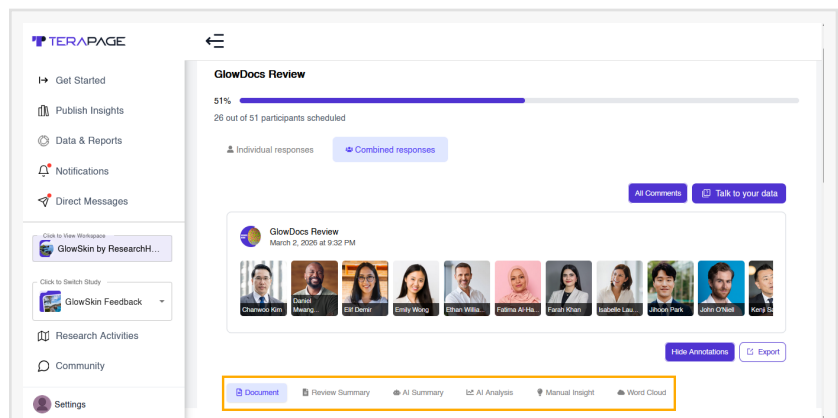 TERAPAGE
Get Started
Publish Insights
Data & Reports
Notifications
Direct Messages
Click to View Workspace
GlowSkin by ResearchH...
Click to Switch Study
GlowSkin Feedback
Research Activities
Community
Settings
GlowDocs Review
51%
26 out of 51 participants scheduled
Individual responses Combined responses
All Comments Talk to your data
GlowDocs Review
March 2, 2026 at 9:32 PM
Chanwoo Kim Daniel Mwang... Elif Demir Emily Wong Ethan Willia... Fatima Al-Ha... Farah Khan Isabelle Lau... Jihoon Park John O'Niell Kenji Sa
Hide Annotations Export
Document Review Summary AI Summary AI Analysis Manual Insight Word Cloud